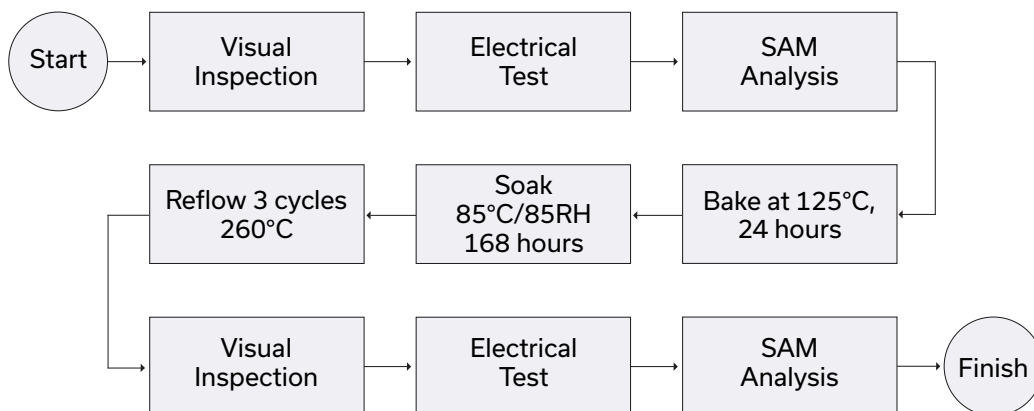 Start
Visual
Inspection
Electrical
Test
SAM
Analysis
Reflow 3 cycles
260°C
Soak
85°C/85RH
168 hours
Bake at 125°C,
24 hours
Visual
Inspection
Electrical
Test
SAM
Analysis
Finish